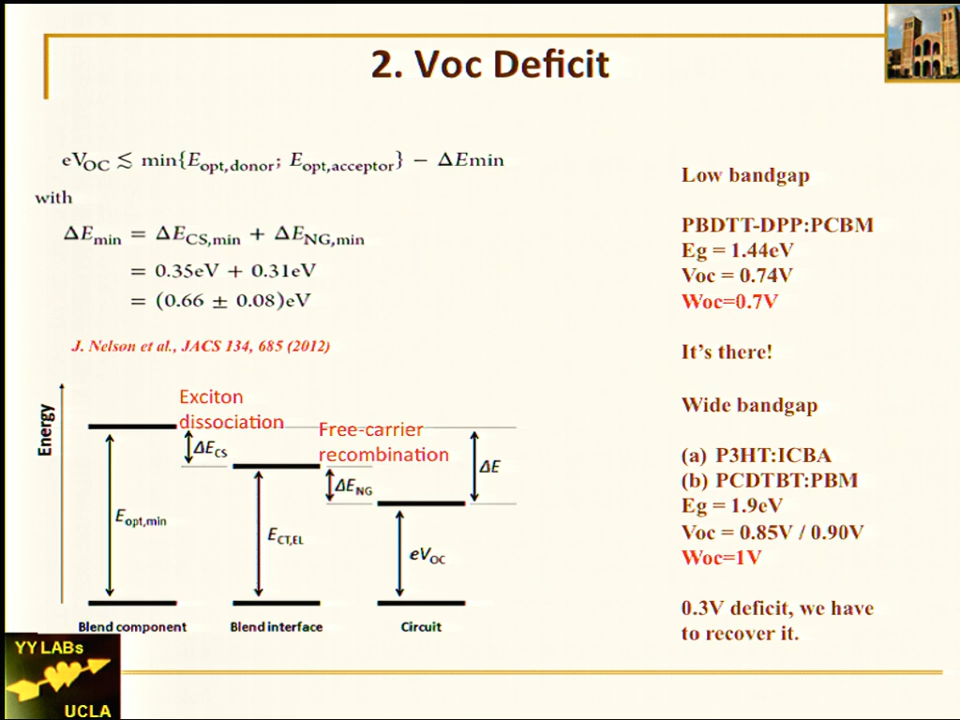 2. Voc Deficit
eV_OC ≲ min{E_opt,donor; E_opt,acceptor} − ΔEmin
with
ΔE_min = ΔE_CS,min + ΔE_NG,min
= 0.35eV + 0.31eV
= (0.66 ± 0.08)eV
J. Nelson et al., JACS 134, 685 (2012)
Energy
Exciton
dissociation
Free-carrier
recombination
ΔE_CS
ΔE_NG
ΔE
E_opt,min
E_CT,EL
eV_OC
Blend component
Blend interface
Circuit
Low bandgap
PBDTT-DPP:PCBM
Eg = 1.44eV
Voc = 0.74V
Woc=0.7V
It's there!
Wide bandgap
(a) P3HT:ICBA
(b) PCDTBT:PBM
Eg = 1.9eV
Voc = 0.85V / 0.90V
Woc=1V
0.3V deficit, we have
to recover it.
YY LABs
UCLA